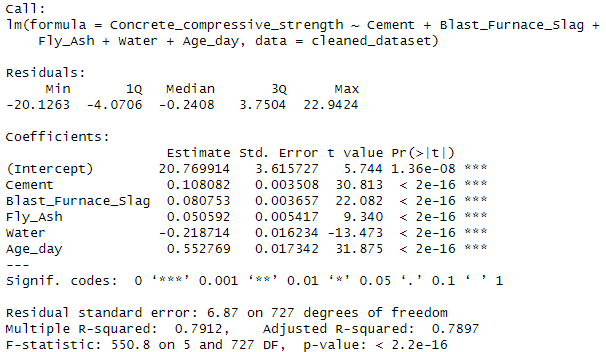 Call:
lm(formula = Concrete_compressive_strength ~ Cement + Blast_Furnace_Slag +
    Fly_Ash + Water + Age_day, data = cleaned_dataset)

Residuals:
     Min       1Q   Median       3Q      Max
-20.1263  -4.0706  -0.2408   3.7504  22.9424

Coefficients:
                    Estimate Std. Error t value Pr(>|t|)
(Intercept)        20.769914   3.615727   5.744 1.36e-08 ***
Cement              0.108082   0.003508  30.813  < 2e-16 ***
Blast_Furnace_Slag  0.080753   0.003657  22.082  < 2e-16 ***
Fly_Ash             0.050592   0.005417   9.340  < 2e-16 ***
Water              -0.218714   0.016234 -13.473  < 2e-16 ***
Age_day             0.552769   0.017342  31.875  < 2e-16 ***
---
Signif. codes:  0 ‘***’ 0.001 ‘**’ 0.01 ‘*’ 0.05 ‘.’ 0.1 ‘ ’ 1

Residual standard error: 6.87 on 727 degrees of freedom
Multiple R-squared:  0.7912,    Adjusted R-squared:  0.7897
F-statistic: 550.8 on 5 and 727 DF,  p-value: < 2.2e-16